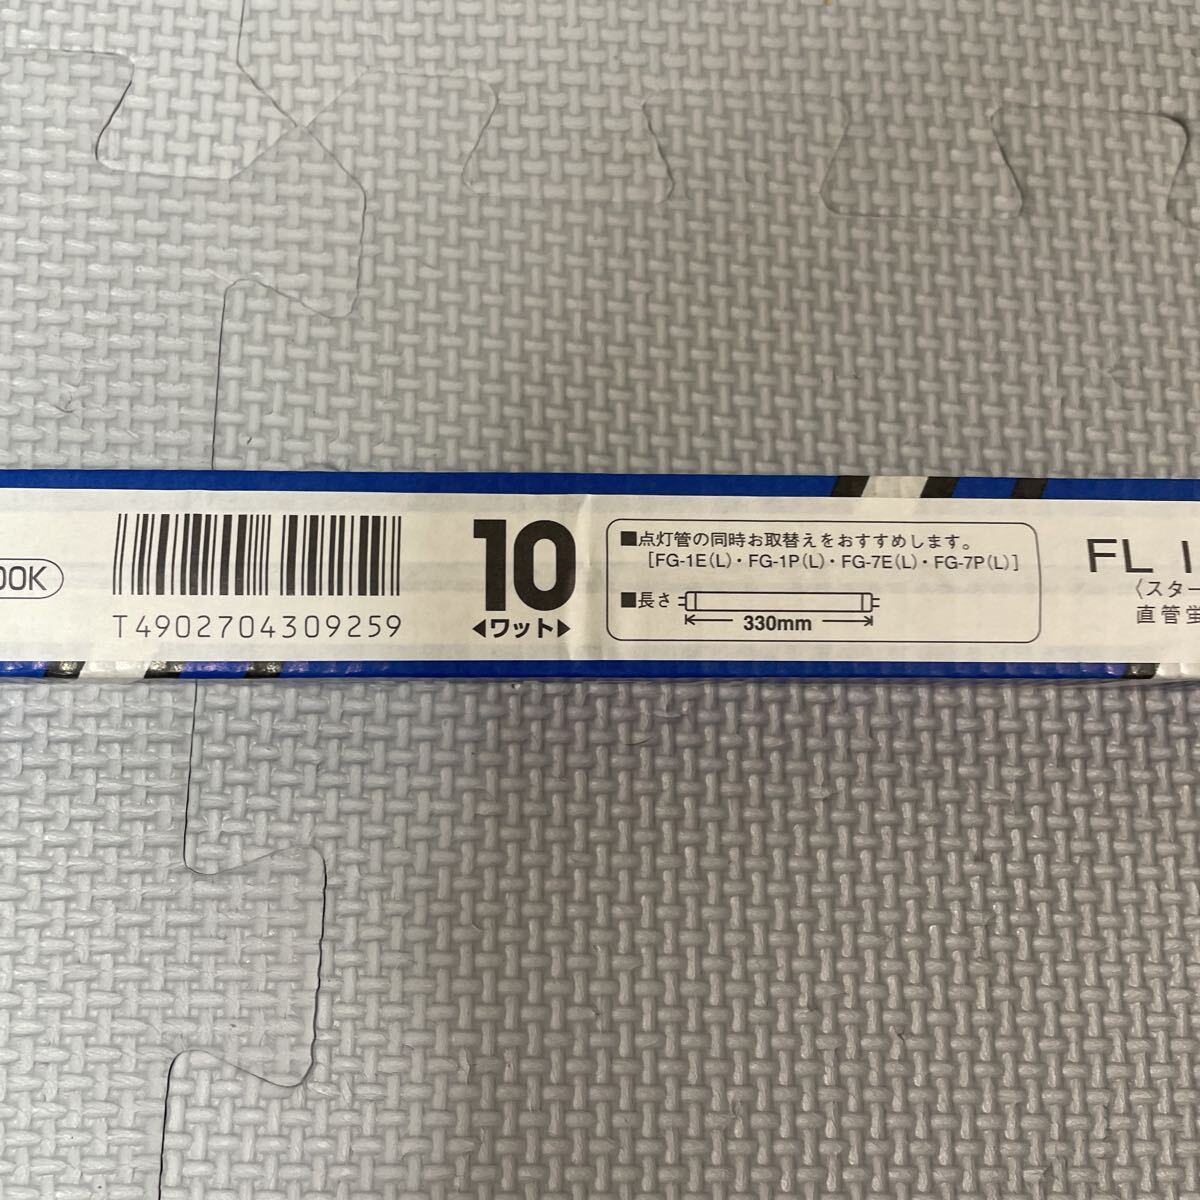 00K
T4902704309259
10
◀ワット▶
■点灯管の同時お取替えをおすすめします。
[FG-1E(L)・FG-1P(L)・FG-7E(L)・FG-7P(L)]
■長さ
330mm
FL 1
〈スター
直管蛍